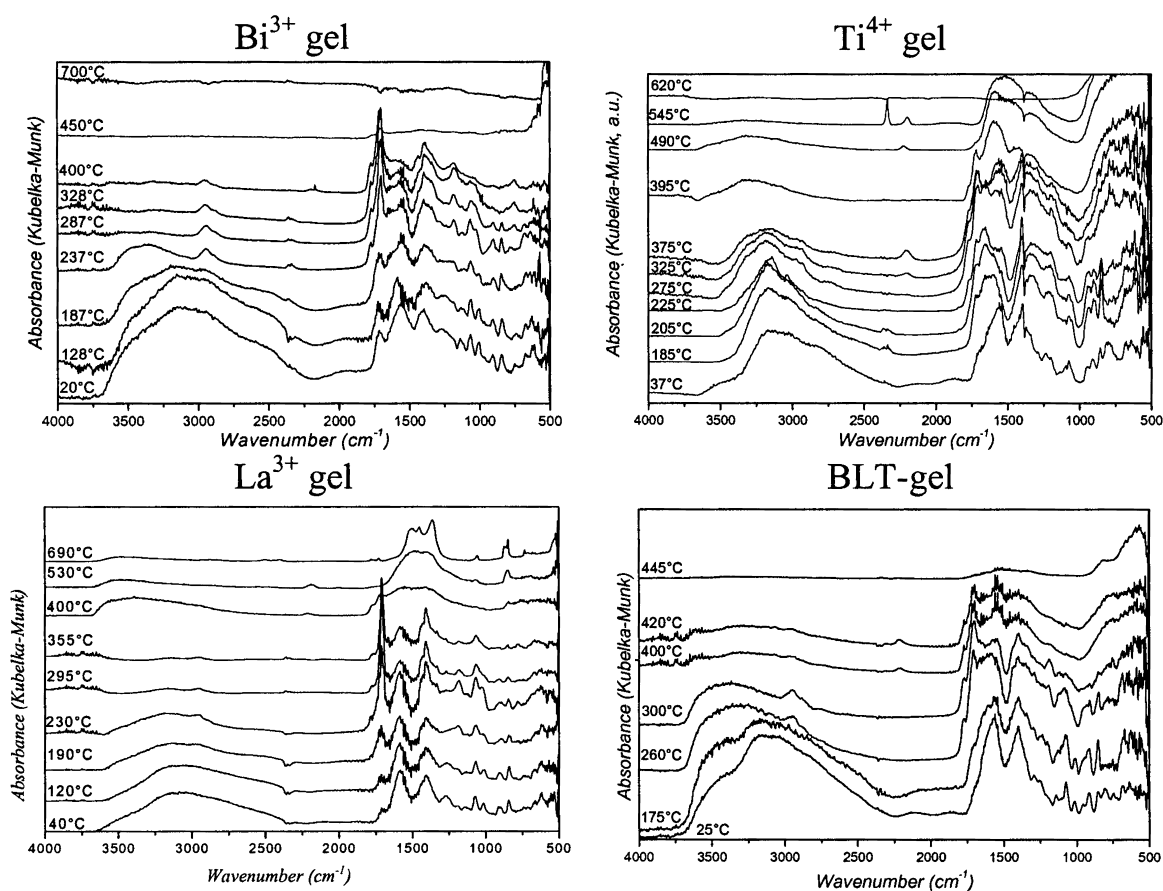 Bi3+ gel
Absorbance (Kubelka-Munk)
700°C
450°C
400°C
328°C
287°C
237°C
187°C
128°C
20°C
4000 3500 3000 2500 2000 1500 1000 500
Wavenumber (cm-1)
Ti4+ gel
Absorbance (Kubelka-Munk, a.u.)
620°C
545°C
490°C
395°C
375°C
325°C
275°C
225°C
205°C
185°C
37°C
4000 3500 3000 2500 2000 1500 1000 500
Wavenumber (cm-1)
La3+ gel
Absorbance (Kubelka-Munk)
690°C
530°C
400°C
355°C
295°C
230°C
190°C
120°C
40°C
4000 3500 3000 2500 2000 1500 1000 500
Wavenumber (cm-1)
BLT-gel
Absorbance (Kubelka-Munk)
445°C
420°C
400°C
300°C
260°C
175°C
25°C
4000 3500 3000 2500 2000 1500 1000 500
Wavenumber (cm-1)